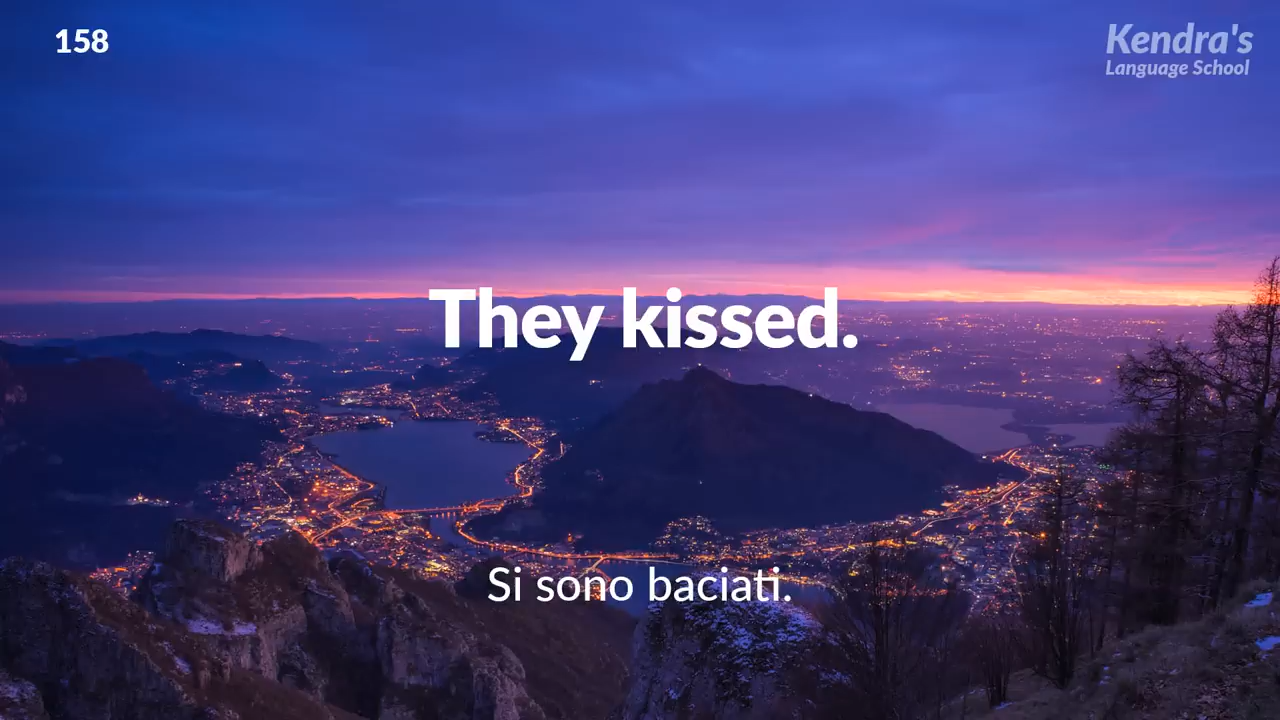 158
Kendra's
Language School
They kissed.
Si sono baciati.